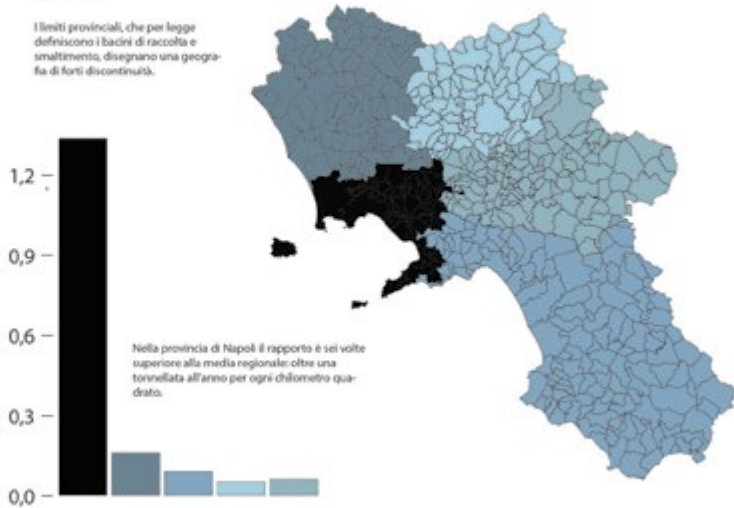 I limiti provinciali, che per legge
definiscono i bacini di raccolta e
smaltimento, disegnano una geogra-
fia di forti discontinuità.
1,2
0,9
0,6
0,3
0,0
Nella provincia di Napoli il rapporto è sei volte
superiore alla media regionale: oltre una
tonnellata all'anno per ogni chilometro qua-
drato.